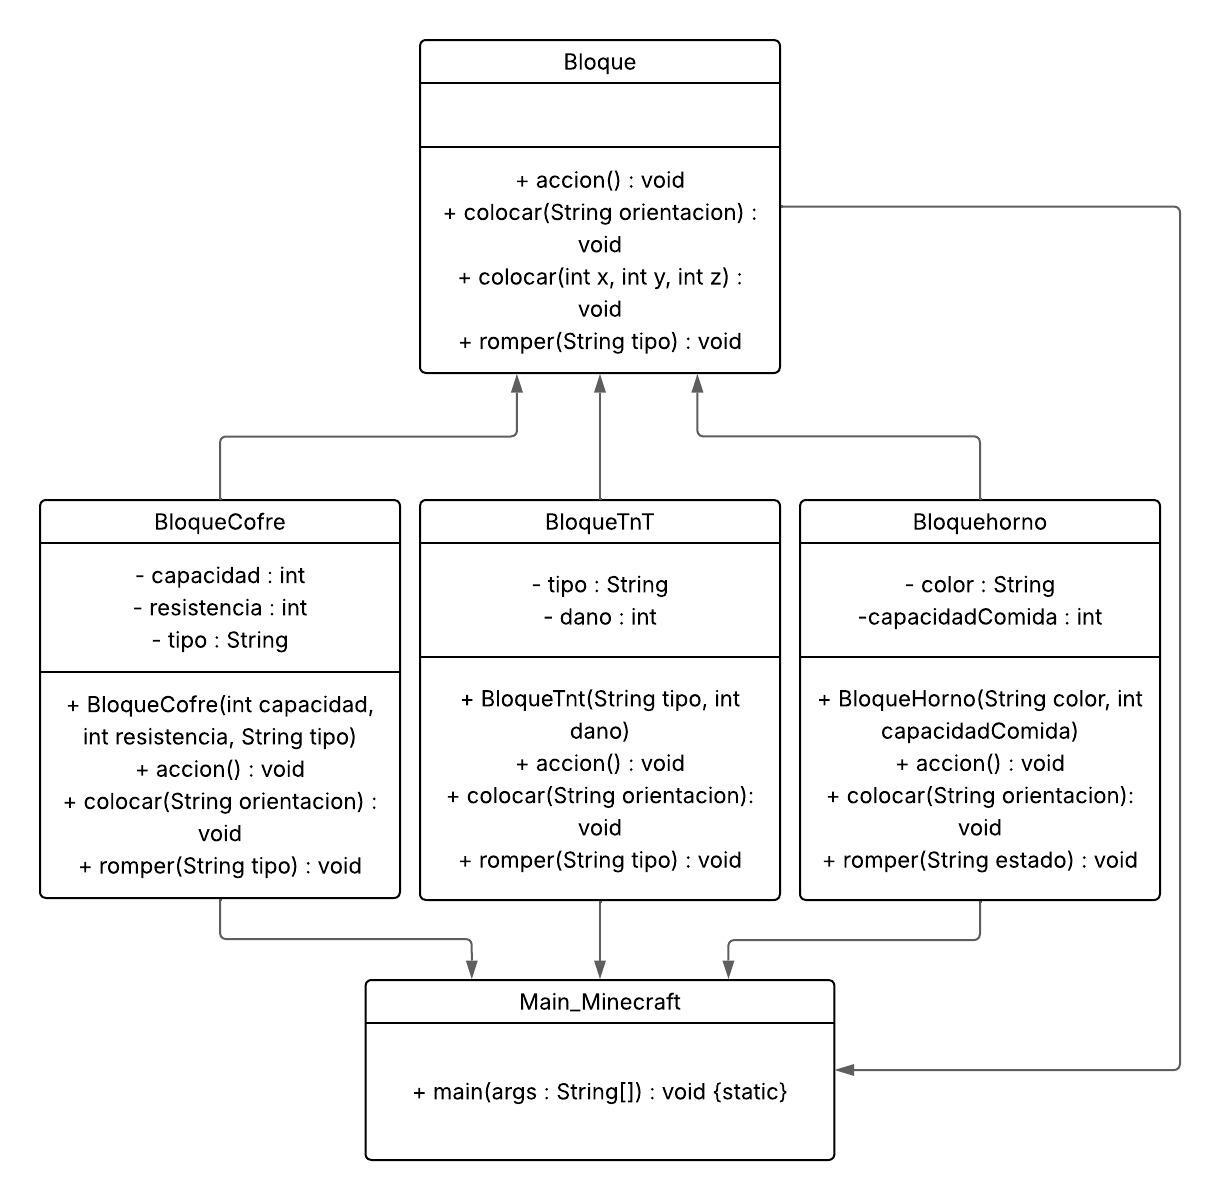 Bloque
+ accion() : void
+ colocar(String orientacion) :
void
+ colocar(int x, int y, int z) :
void
+ romper(String tipo) : void
BloqueCofre
- capacidad : int
- resistencia : int
- tipo : String
+ BloqueCofre(int capacidad,
int resistencia, String tipo)
+ accion() : void
+ colocar(String orientacion) :
void
+ romper(String tipo) : void
BloqueTnT
- tipo : String
- dano : int
+ BloqueTnt(String tipo, int
dano)
+ accion() : void
+ colocar(String orientacion):
void
+ romper(String tipo) : void
Bloquehorno
- color : String
-capacidadComida : int
+ BloqueHorno(String color, int
capacidadComida)
+ accion() : void
+ colocar(String orientacion):
void
+ romper(String estado) : void
Main_Minecraft
+ main(args : String[]) : void {static}